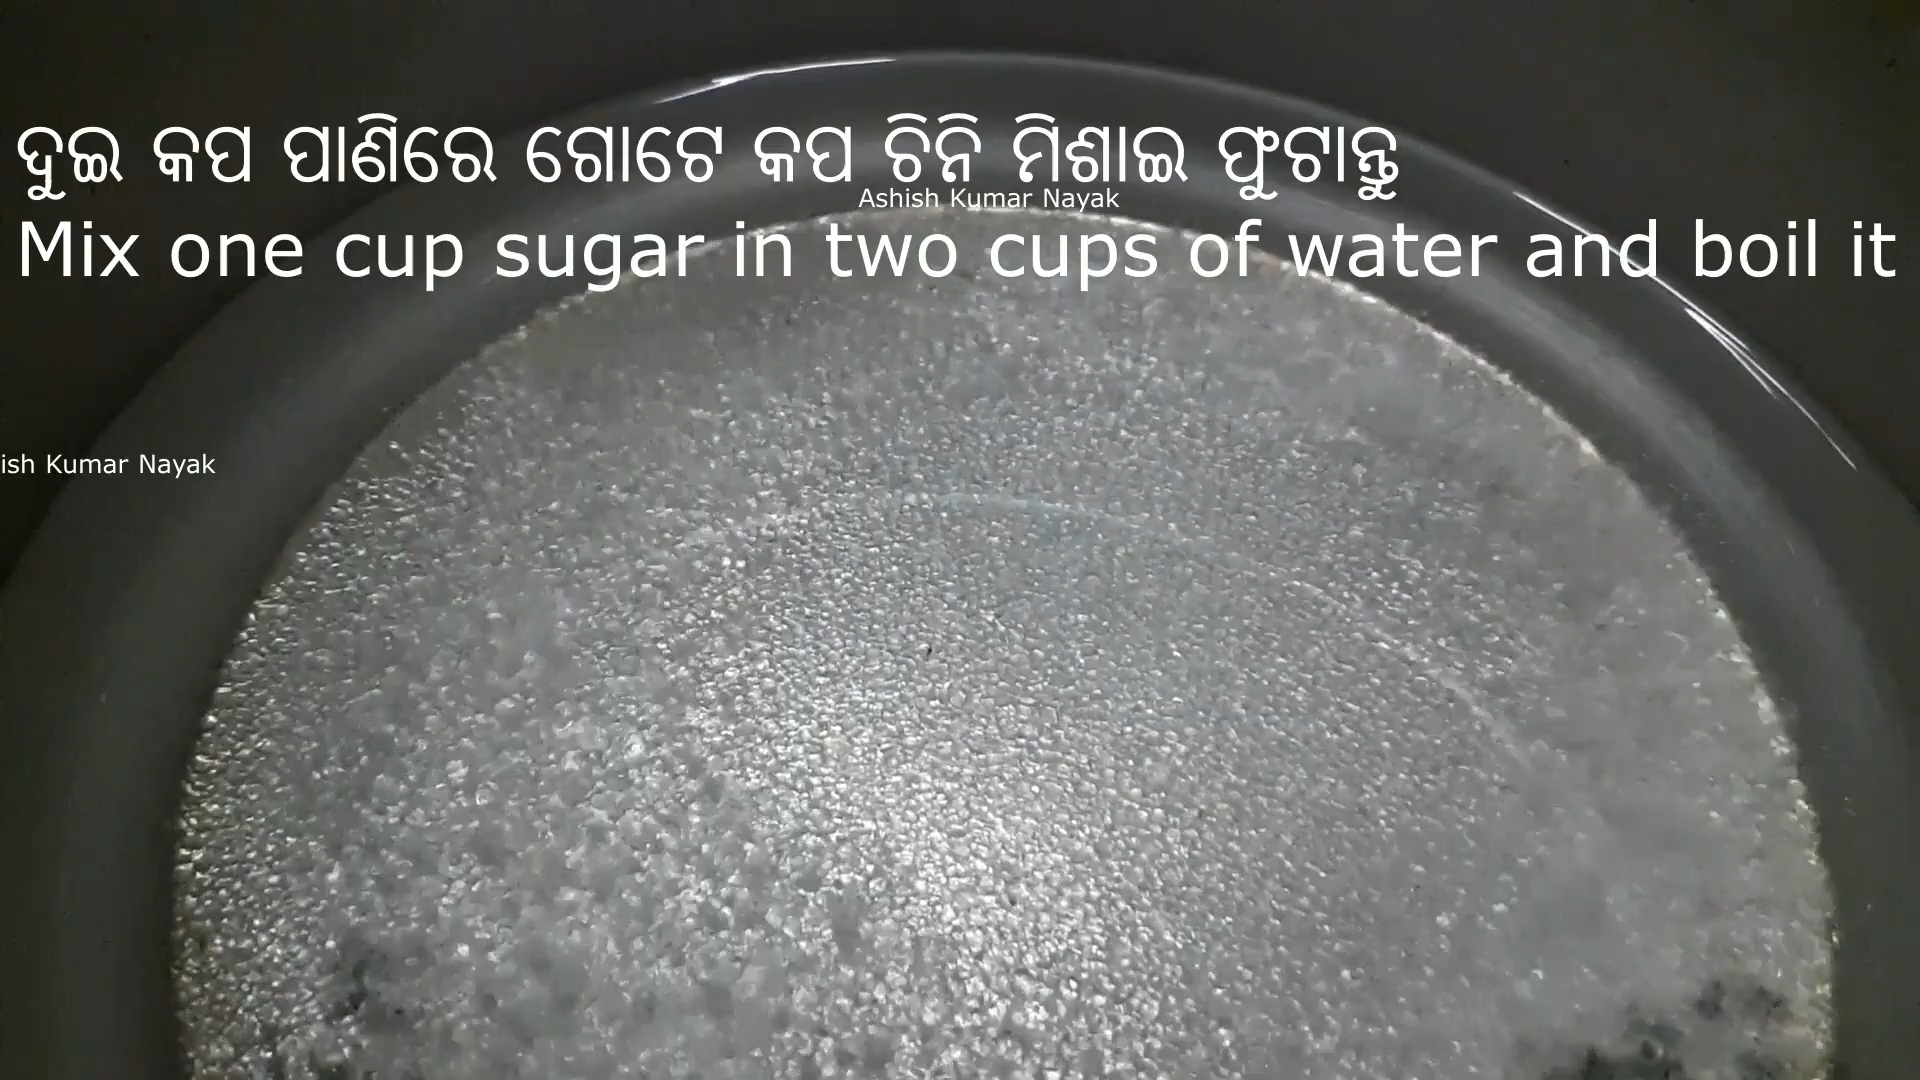 ଦୁଇ କପ ପାଣିରେ ଗୋଟେ କପ ଚିନି ମିଶାଇ ଫୁଟାନ୍ତୁ
Ashish Kumar Nayak
Mix one cup sugar in two cups of water and boil it
ish Kumar Nayak